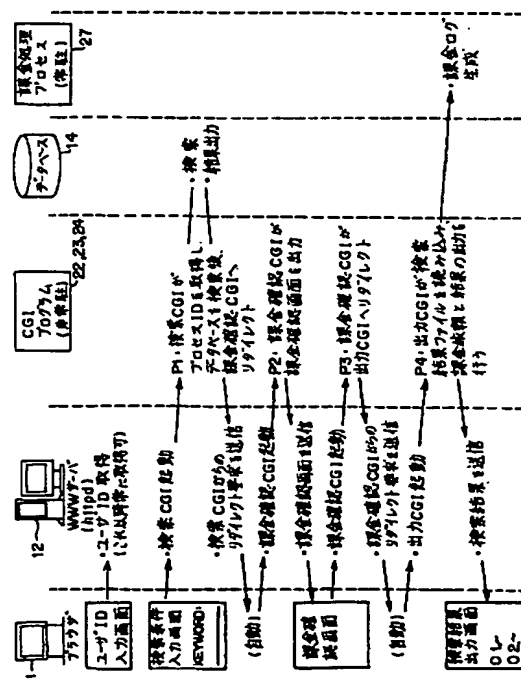 1
ブラウザ
ユーザID
入力画面
検索条件
入力画面
KEYWORD:
(自動)
課金確
認画面
(自動)
検索結果
出力画面
01~
02~
12
WWWサーバ
(httpd)
・ユーザID取得
(これ以降常に取得可)
・検索CGI起動
・検索CGIからの
リダイレクト要求を送信
・課金確認CGI起動
・課金確認画面を送信
・課金確認CGI起動
・課金確認CGIからの
リダイレクト要求を送信
・出力CGI起動
・検索結果を送信
CGI
プログラム
(非常駐)
22,23,24
P1・検索CGIが
プロセスIDを取得し、
データベースを検索後、
課金確認CGIへ
リダイレクト
P2・課金確認CGIが
課金確認画面を出力
P3・課金確認CGIが
出力CGIへリダイレクト
P4・出力CGIが検索
結果ファイルを読み込み、
課金依頼と結果の出力を
行う
データベース
14
・検索
・結果出力
課金処理
プロセス
(常駐)
27
・課金ログ
生成